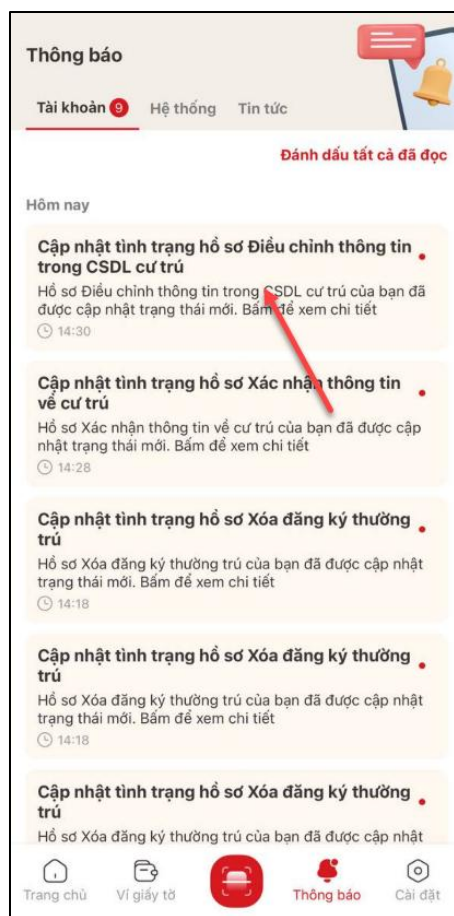 Thông báo
Tài khoản 9 Hệ thống Tin tức
Đánh dấu tất cả đã đọc
Hôm nay
Cập nhật tình trạng hồ sơ Điều chỉnh thông tin
trong CSDL cư trú
Hồ sơ Điều chỉnh thông tin trong CSDL cư trú của bạn đã
được cập nhật trạng thái mới. Bấm để xem chi tiết
14:30
Cập nhật tình trạng hồ sơ Xác nhận thông tin
về cư trú
Hồ sơ Xác nhận thông tin về cư trú của bạn đã được cập
nhật trạng thái mới. Bấm để xem chi tiết
14:28
Cập nhật tình trạng hồ sơ Xóa đăng ký thường
trú
Hồ sơ Xóa đăng ký thường trú của bạn đã được cập nhật
trạng thái mới. Bấm để xem chi tiết
14:18
Cập nhật tình trạng hồ sơ Xóa đăng ký thường
trú
Hồ sơ Xóa đăng ký thường trú của bạn đã được cập nhật
trạng thái mới. Bấm để xem chi tiết
14:18
Cập nhật tình trạng hồ sơ Xóa đăng ký thường
trú
Hồ sơ Xóa đăng ký thường trú của bạn đã được cập nhật
Trang chủ Ví giấy tờ Thông báo Cài đặt